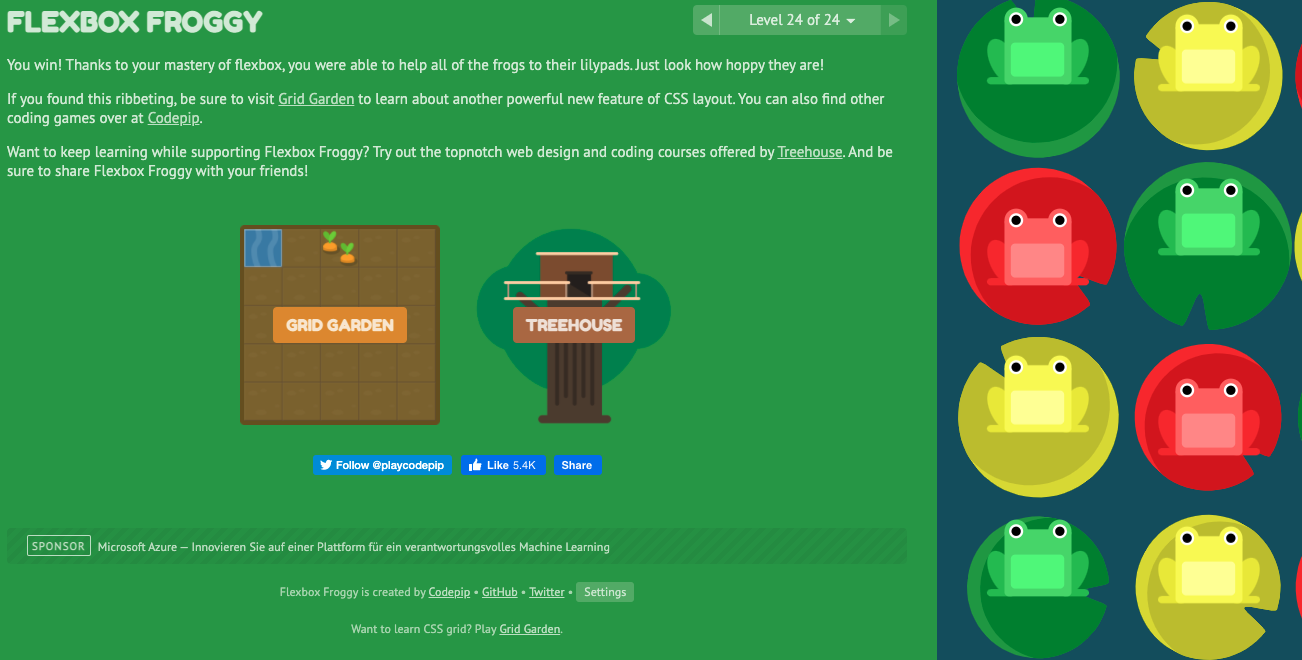 FLEXBOX FROGGY
Level 24 of 24
You win! Thanks to your mastery of flexbox, you were able to help all of the frogs to their lilypads. Just look how hoppy they are!
If you found this ribbeting, be sure to visit Grid Garden to learn about another powerful new feature of CSS layout. You can also find other
coding games over at Codepip.
Want to keep learning while supporting Flexbox Froggy? Try out the topnotch web design and coding courses offered by Treehouse. And be
sure to share Flexbox Froggy with your friends!
GRID GARDEN
TREEHOUSE
Follow @playcodepip
Like 5.4K
Share
SPONSOR Microsoft Azure — Innovieren Sie auf einer Plattform für ein verantwortungsvolles Machine Learning
Flexbox Froggy is created by Codepip • GitHub • Twitter • Settings
Want to learn CSS grid? Play Grid Garden.